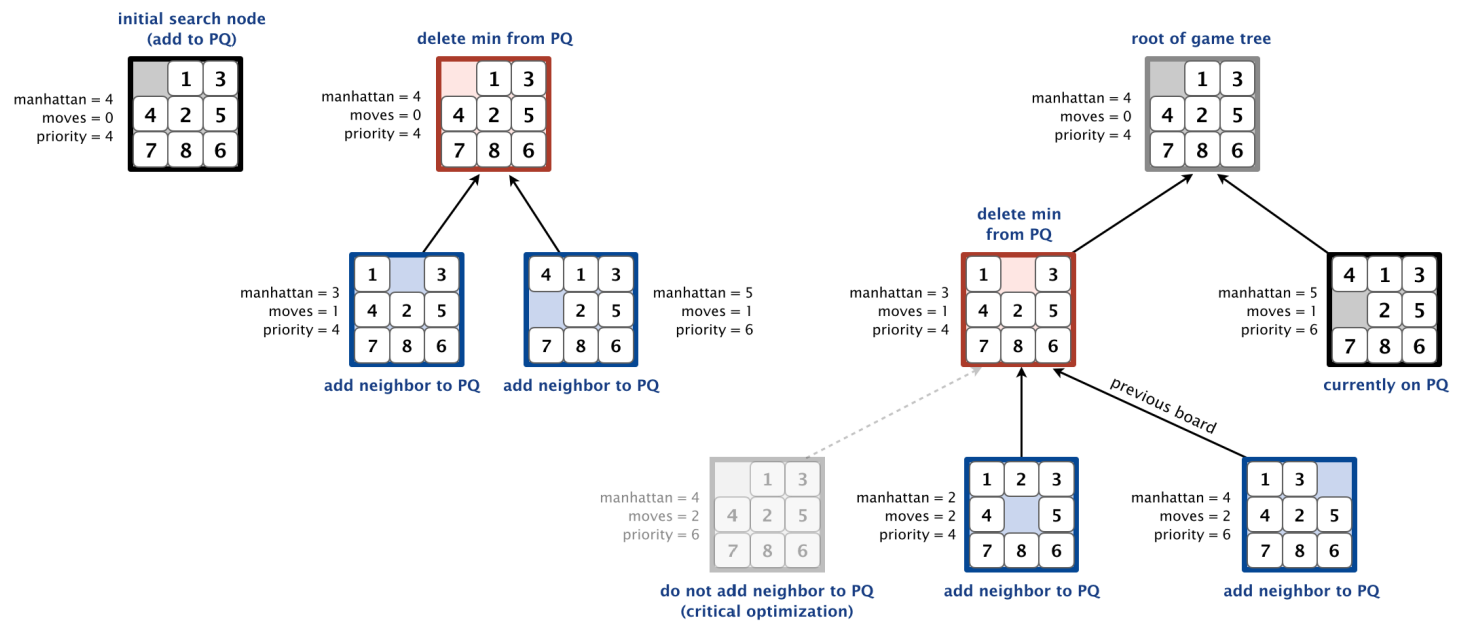 initial search node
(add to PQ)
manhattan = 4
moves = 0
priority = 4
1 3
4 2 5
7 8 6
delete min from PQ
manhattan = 4
moves = 0
priority = 4
1 3
4 2 5
7 8 6
manhattan = 3
moves = 1
priority = 4
1 3
4 2 5
7 8 6
add neighbor to PQ
4 1 3
2 5
7 8 6
manhattan = 5
moves = 1
priority = 6
add neighbor to PQ
root of game tree
manhattan = 4
moves = 0
priority = 4
1 3
4 2 5
7 8 6
delete min
from PQ
manhattan = 3
moves = 1
priority = 4
1 3
4 2 5
7 8 6
manhattan = 5
moves = 1
priority = 6
4 1 3
2 5
7 8 6
currently on PQ
previous board
manhattan = 4
moves = 2
priority = 6
1 3
4 2 5
7 8 6
do not add neighbor to PQ
(critical optimization)
manhattan = 2
moves = 2
priority = 4
1 2 3
4 5
7 8 6
add neighbor to PQ
manhattan = 4
moves = 2
priority = 6
1 3
4 2 5
7 8 6
add neighbor to PQ